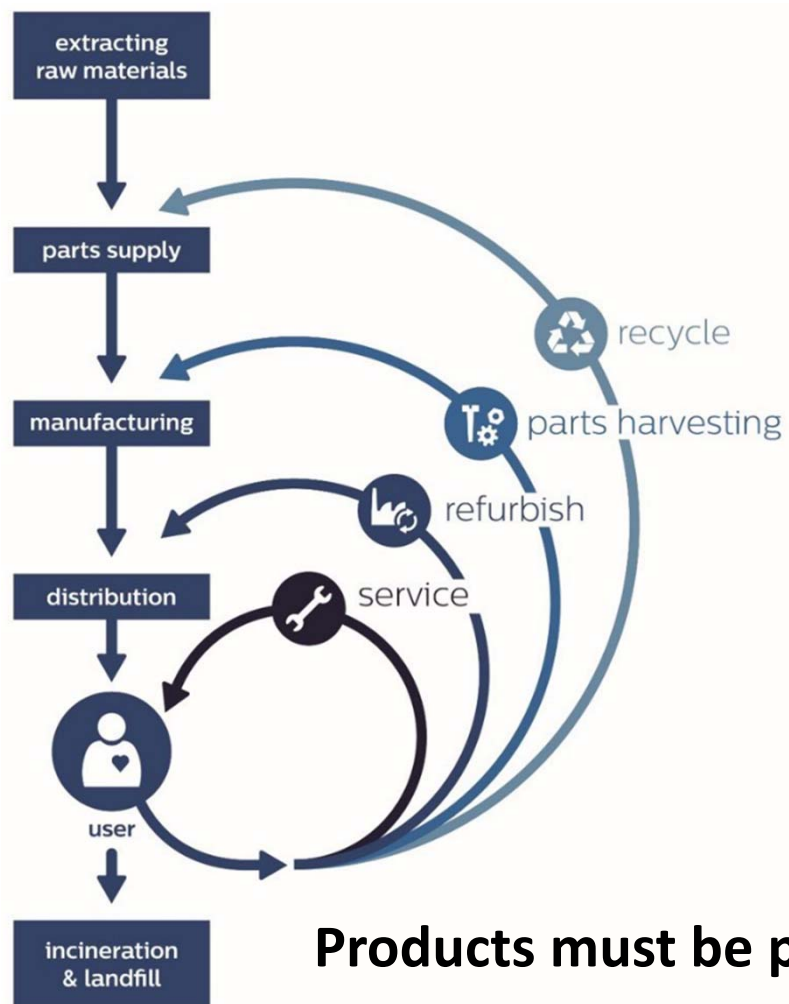 extracting
raw materials
parts supply
recycle
manufacturing
parts harvesting
refurbish
distribution
service
user
incineration
& landfill
Products must be p